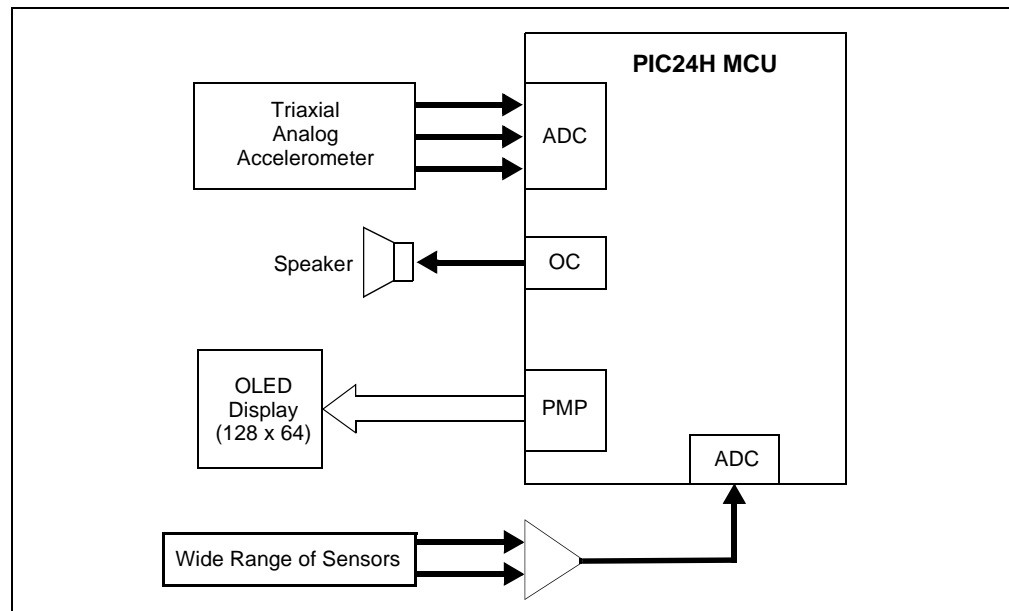 PIC24H MCU
Triaxial
Analog
Accelerometer
ADC
Speaker
OC
OLED
Display
(128 x 64)
PMP
ADC
Wide Range of Sensors